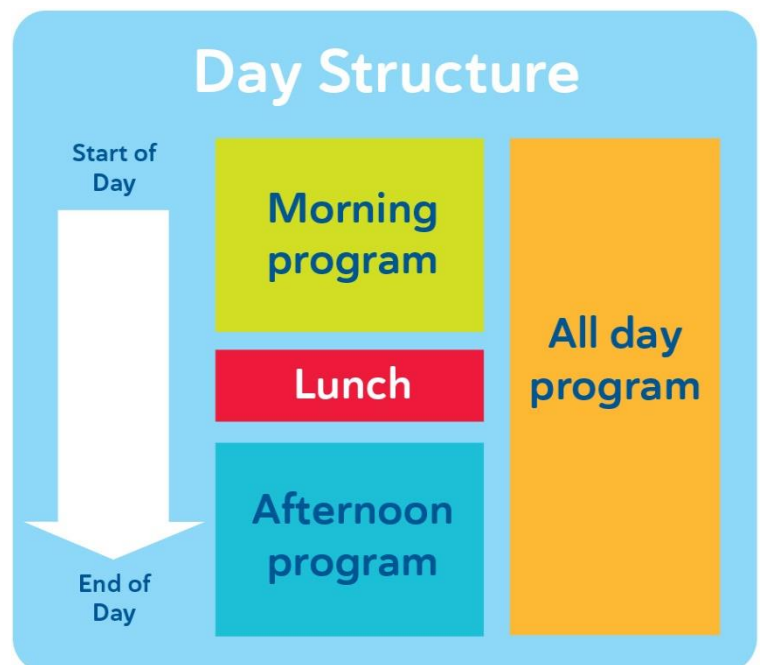 Day Structure
Start of
Day
Morning
program
Lunch
Afternoon
program
All day
program
End of
Day